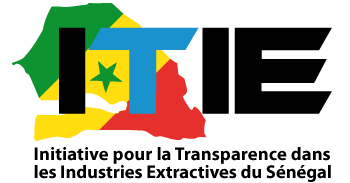 ITIE
Initiative pour la Transparence dans
les Industries Extractives du Sénégal